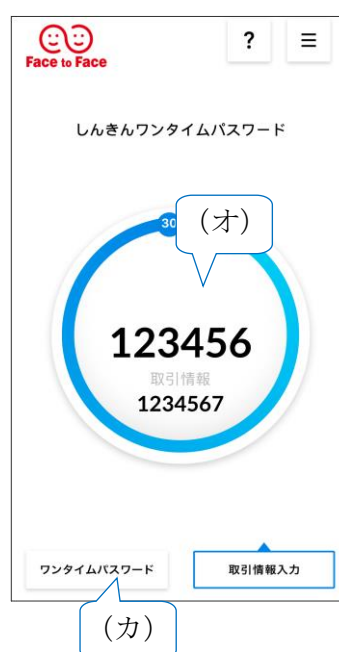 Face to Face
?
しんきんワンタイムパスワード
30
(オ)
123456
取引情報
1234567
ワンタイムパスワード
取引情報入力
(カ)